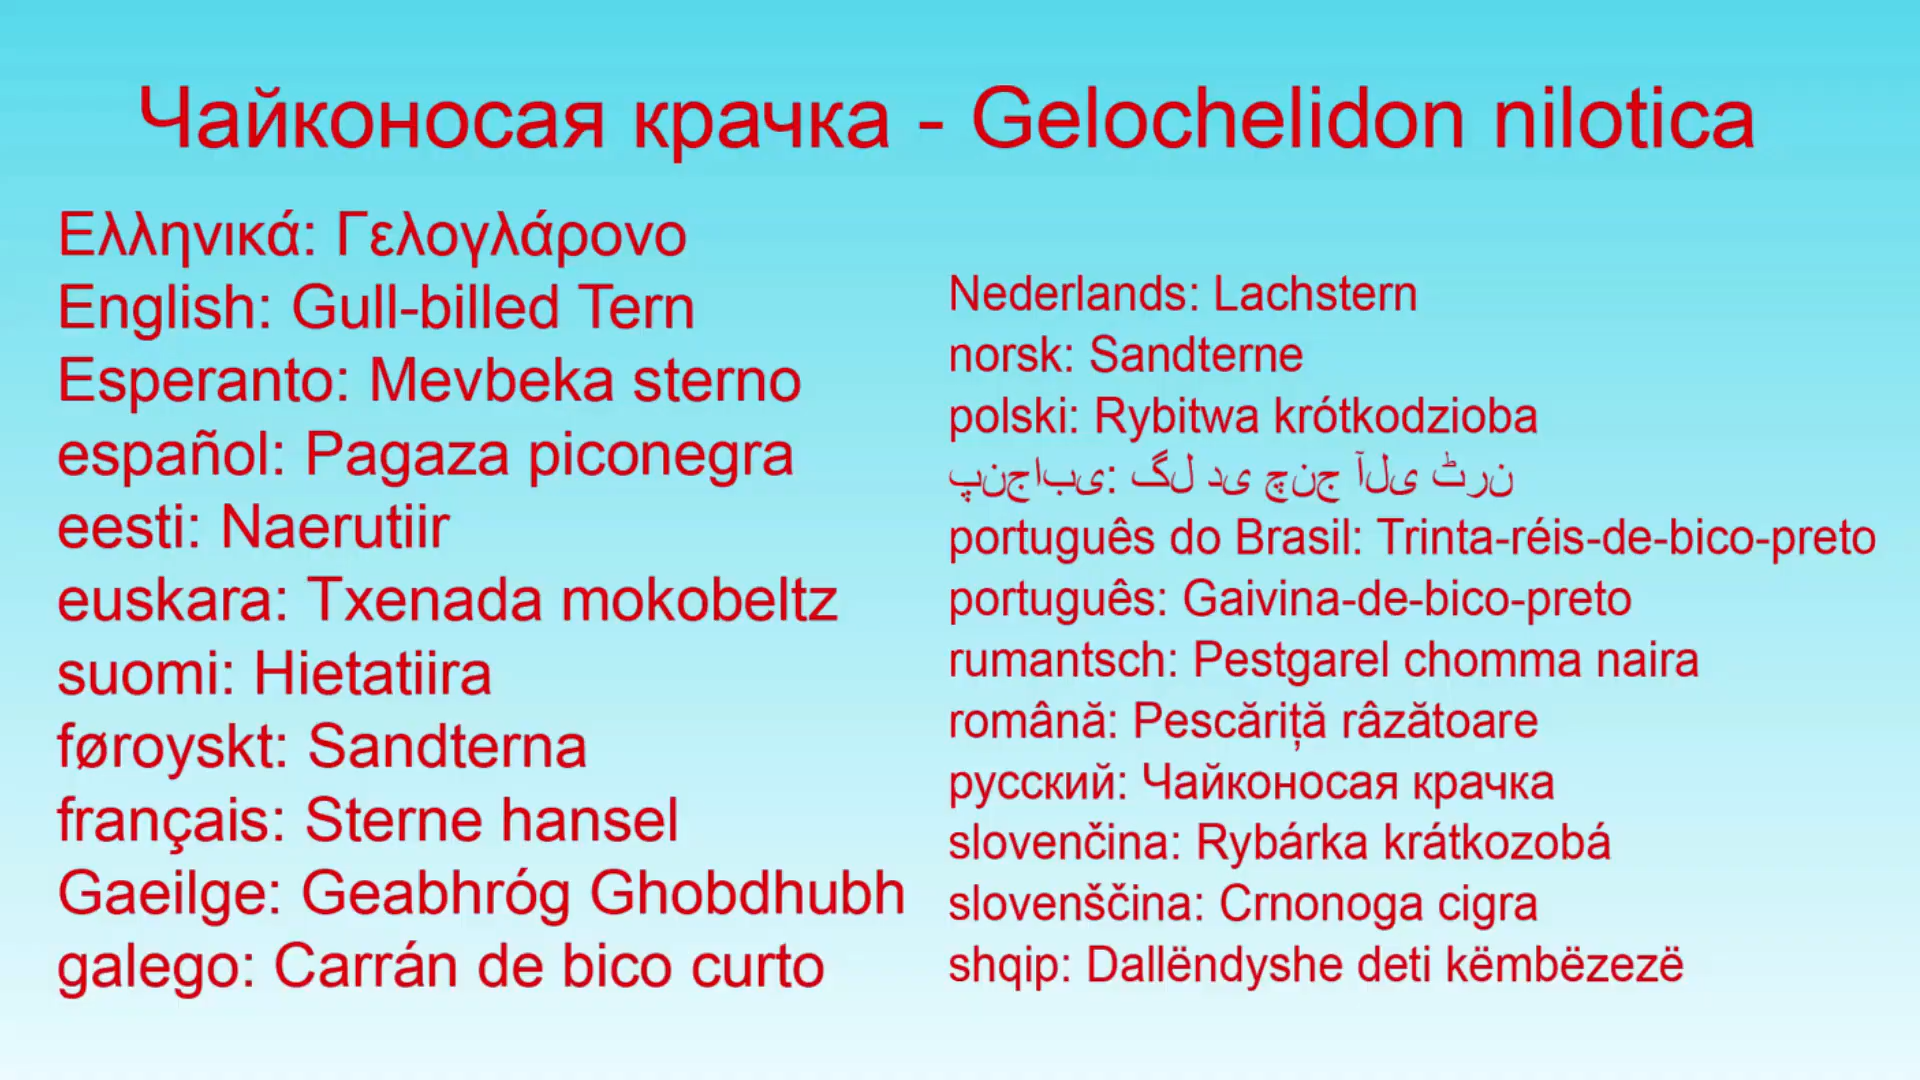 Чайконосая крачка - Gelochelidon nilotica
Ελληνικά: Γελογλάρονο
English: Gull-billed Tern
Esperanto: Mevbeka sterno
español: Pagaza piconegra
eesti: Naerutiir
euskara: Txenada mokobeltz
suomi: Hietatiira
føroyskt: Sandterna
français: Sterne hansel
Gaeilge: Geabhróg Ghobdhubh
galego: Carrán de bico curto
Nederlands: Lachstern
norsk: Sandterne
polski: Rybitwa krótkodzioba
پنجابی: گل دی چنج آلی ٹرن
português do Brasil: Trinta-réis-de-bico-preto
português: Gaivina-de-bico-preto
rumantsch: Pestgarel chomma naira
română: Pescăriță râzătoare
русский: Чайконосая крачка
slovenčina: Rybárka krátkozobá
slovenščina: Crnonoga cigra
shqip: Dallëndyshe deti këmbëzezë